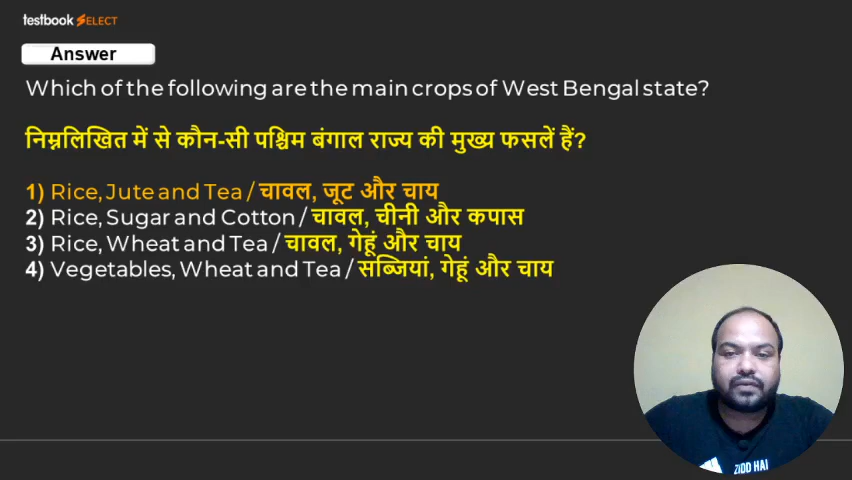 testbook SELECT
Answer
Which of the following are the main crops of West Bengal state?
निम्नलिखित में से कौन-सी पश्चिम बंगाल राज्य की मुख्य फसलें हैं?
1) Rice, Jute and Tea / चावल, जूट और चाय
2) Rice, Sugar and Cotton / चावल, चीनी और कपास
3) Rice, Wheat and Tea / चावल, गेहूं और चाय
4) Vegetables, Wheat and Tea / सब्जियां, गेहूं और चाय
ZIDD HAI